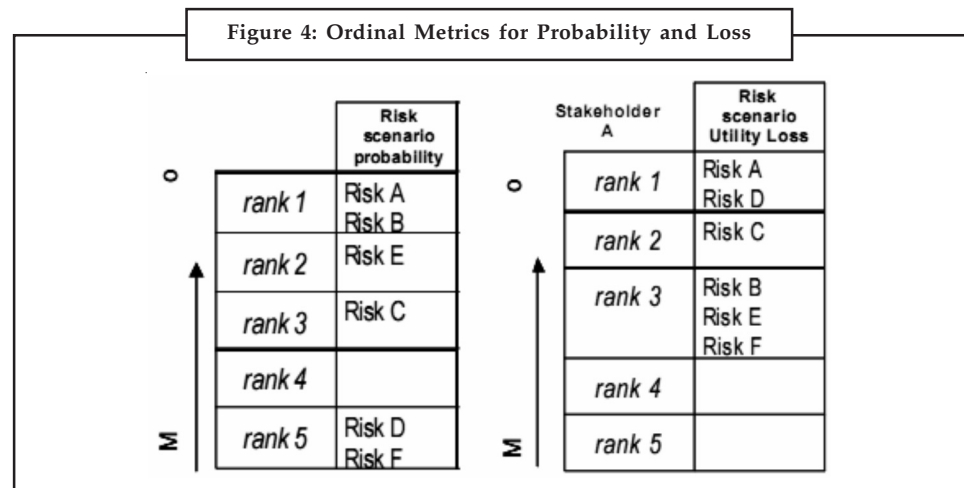 Figure 4: Ordinal Metrics for Probability and Loss
Risk
scenario
probability
O
rank 1
Risk A
Risk B
rank 2
Risk E
rank 3
Risk C
rank 4
rank 5
Risk D
Risk F
M
Stakeholder
A
Risk
scenario
Utility Loss
O
rank 1
Risk A
Risk D
rank 2
Risk C
rank 3
Risk B
Risk E
Risk F
rank 4
rank 5
M